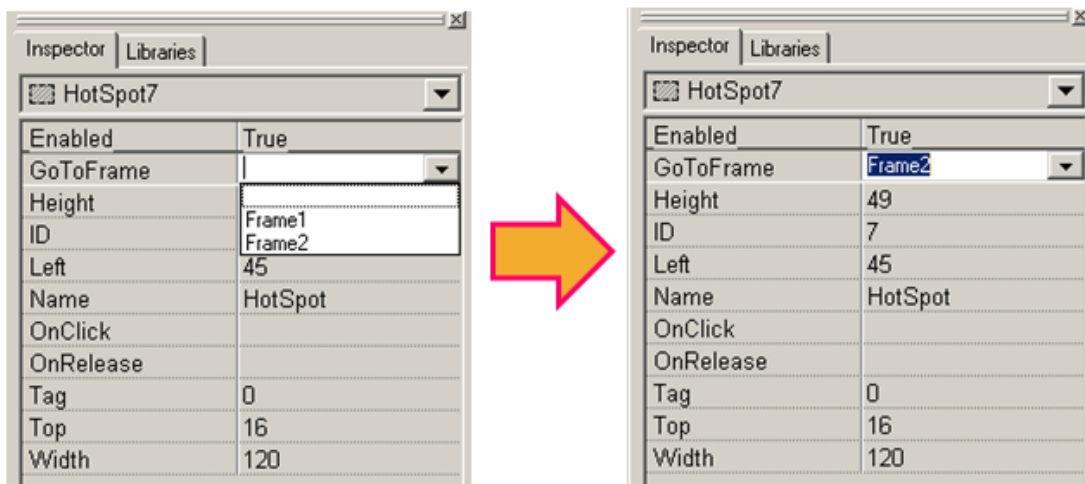 Inspector Libraries
HotSpot7
Enabled True
GoToFrame
Frame1
Frame2
Height
ID
Left 45
Name HotSpot
OnClick
OnRelease
Tag 0
Top 16
Width 120
Inspector Libraries
HotSpot7
Enabled True
GoToFrame Frame2
Height 49
ID 7
Left 45
Name HotSpot
OnClick
OnRelease
Tag 0
Top 16
Width 120